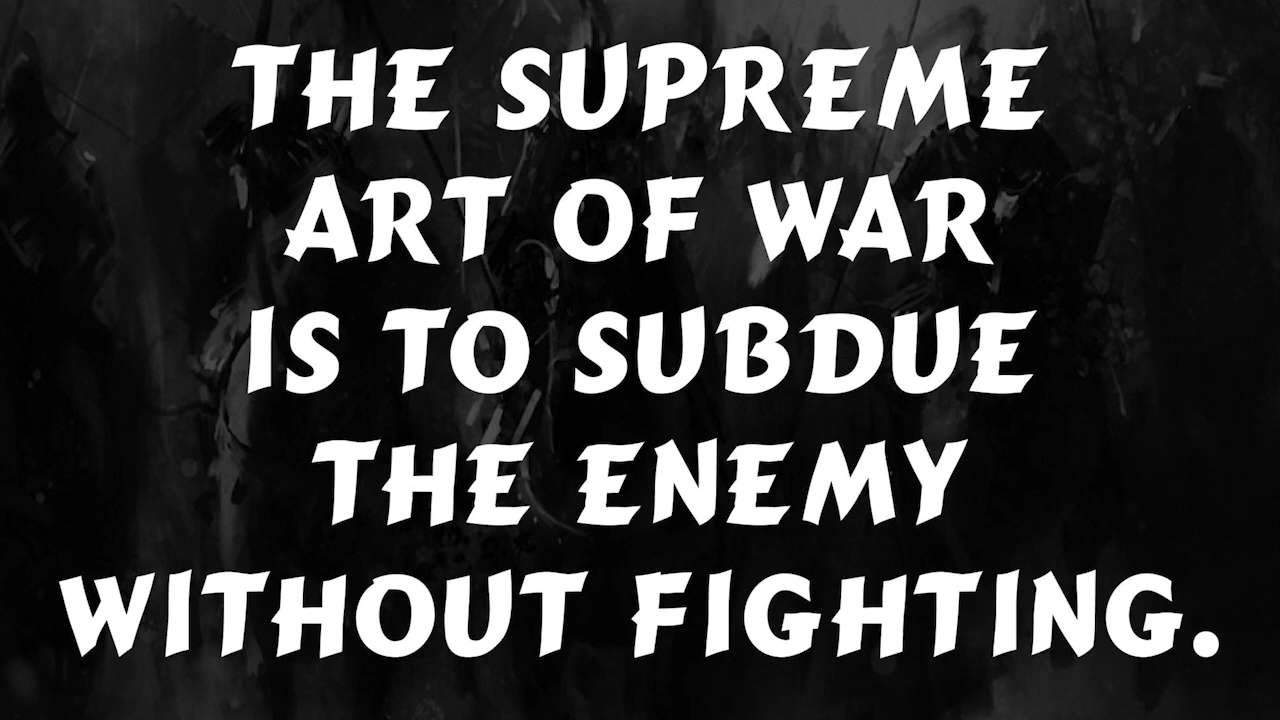 THE SUPREME
ART OF WAR
IS TO SUBDUE
THE ENEMY
WITHOUT FIGHTING.